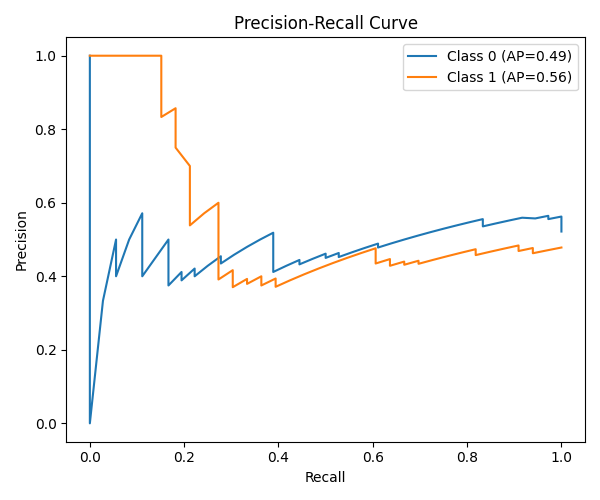 Precision-Recall Curve
Class 0 (AP=0.49)
Class 1 (AP=0.56)
Precision
1.0
0.8
0.6
0.4
0.2
0.0
0.0 0.2 0.4 0.6 0.8 1.0
Recall